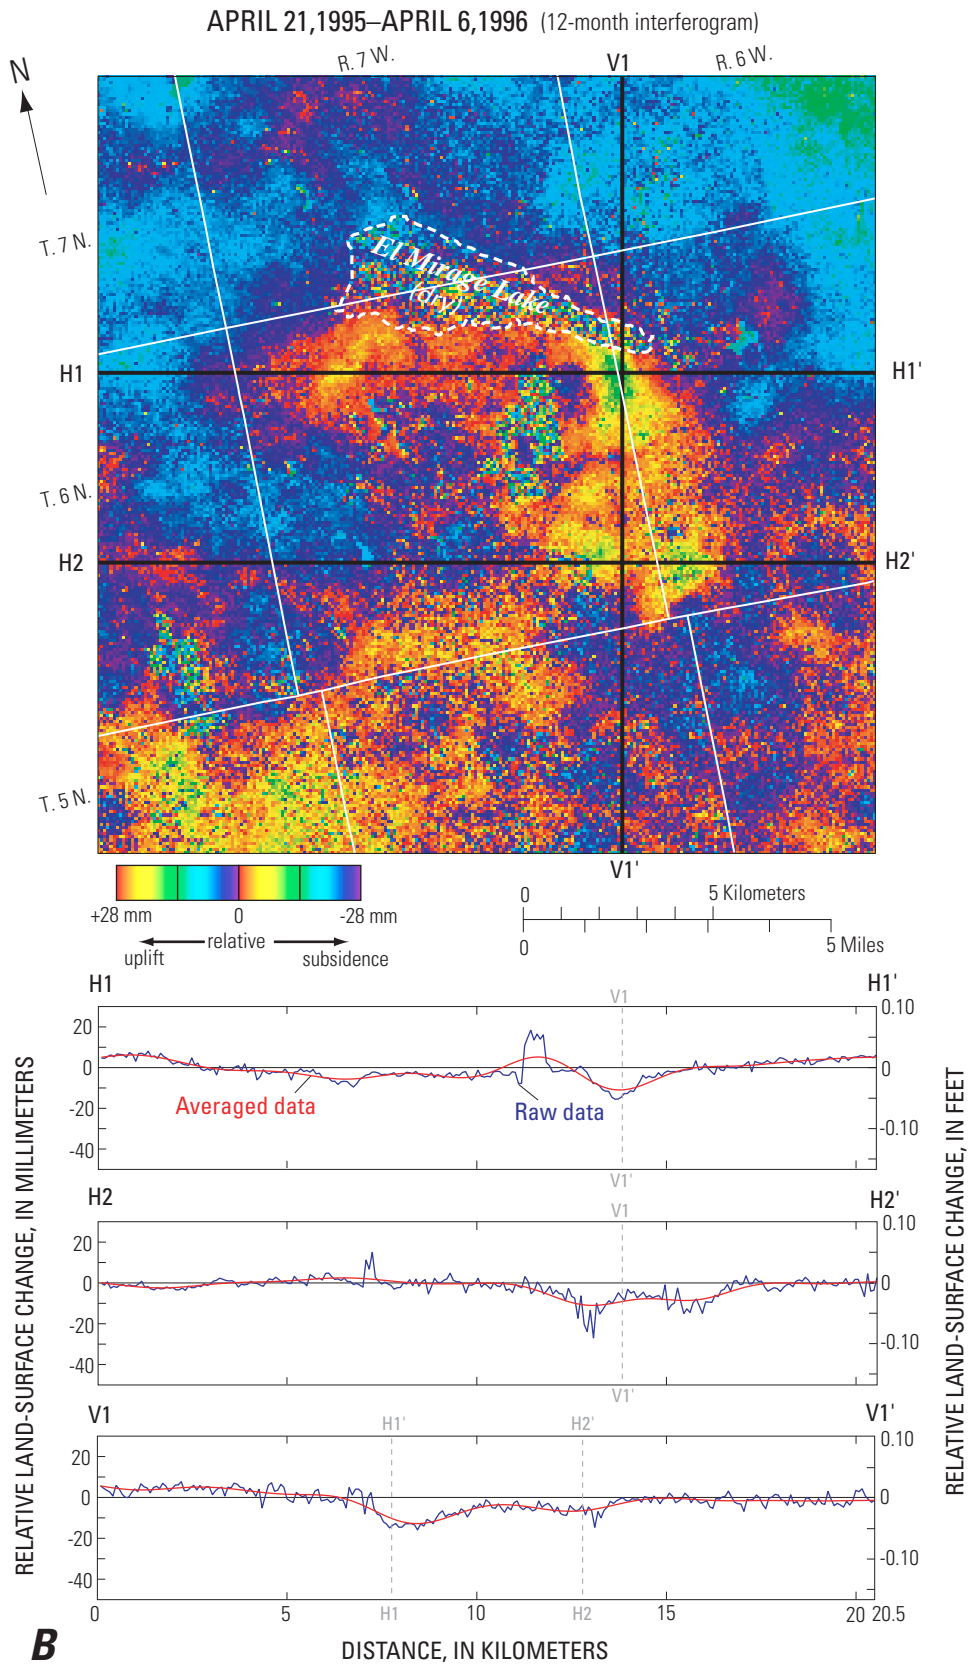 APRIL 21,1995–APRIL 6,1996 (12-month interferogram)
N
R. 7 W.
V1
R. 6 W.
T. 7 N.
El Mirage Lake
(dry)
H1
H1'
T. 6 N.
H2
H2'
T. 5 N.
V1'
+28 mm
0
-28 mm
relative
uplift
subsidence
0
5 Kilometers
0
5 Miles
H1
H1'
V1
20
0
-20
-40
0.10
0
-0.10
Averaged data
Raw data
V1'
H2
H2'
V1
20
0
-20
-40
0.10
0
-0.10
V1'
V1
V1'
H1'
H2'
20
0
-20
-40
0.10
0
-0.10
H1
H2
0
5
10
15
20
20.5
RELATIVE LAND-SURFACE CHANGE, IN MILLIMETERS
RELATIVE LAND-SURFACE CHANGE, IN FEET
DISTANCE, IN KILOMETERS
B